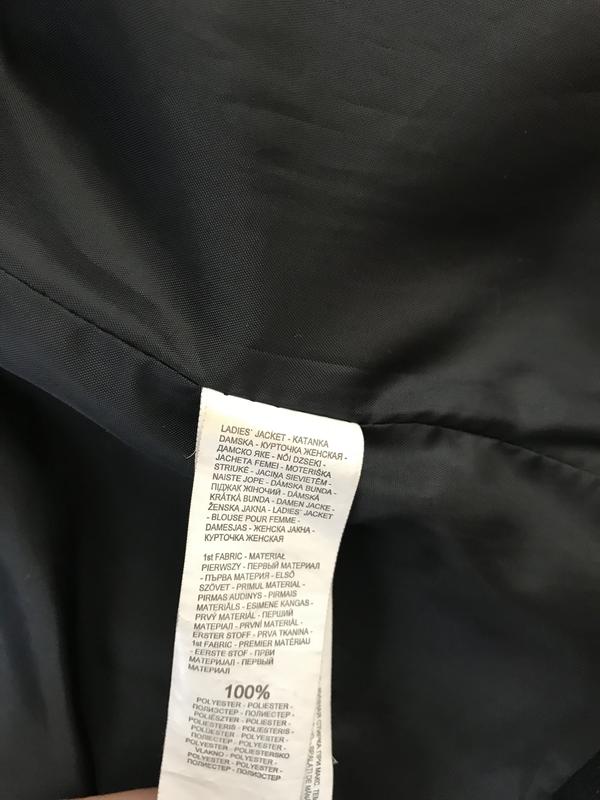 LADIES' JACKET - KATANKA
DAMSKA - КУРТОЧКА ЖЕНСКАЯ -
ДАМСКО ЯКЕ - NŐI DZSEKI -
JACHETA FEMEI - MOTERIŠKA
STRIUKĖ - JACIŅA SIEVIETĒM -
NAISTE JOPE - DÁMSKA BUNDA -
ПІДЖАК ЖІНОЧИЙ - DÁMSKÁ
KRÁTKÁ BUNDA - DAMEN JACKE -
ŽENSKA JAKNA - LADIES' JACKET
- BLOUSE POUR FEMME -
DAMESJAS - ЖЕНСКА ЈАКНА -
КУРТОЧКА ЖЕНСКАЯ
1st FABRIC - MATERIAŁ
PIERWSZY - ПЕРВЫЙ МАТЕРИАЛ
- ПЪРВА МАТЕРИЯ - ELSŐ
SZÖVET - PRIMUL MATERIAL -
PIRMAS AUDINYS - PIRMAIS
MATERIĀLS - ESIMENE KANGAS -
PRVÝ MATERIÁL - ПЕРШИЙ
МАТЕРІАЛ - PRVNÍ MATERIÁL -
ERSTER STOFF - PRVA TKANINA -
1st FABRIC - PREMIER MATÉRIAU
- EERSTE STOF - ПРВИ
МАТЕРИЈАЛ - ПЕРВЫЙ
МАТЕРИАЛ
100%
POLYESTER - POLIESTER -
ПОЛИЭСТЕР - ПОЛИЕСТЕР -
POLIÉSZTER - POLIESTER -
POLIESTERIS - POLIESTERIS -
POLÜESTER - POLYESTER -
ПОЛІЕСТЕР - POLYESTER -
POLYESTER - POLIESTERSKO
VLAKNO - POLYESTER -
POLYESTER - POLYESTER -
ПОЛИЕСТЕР - ПОЛИЭСТЕР